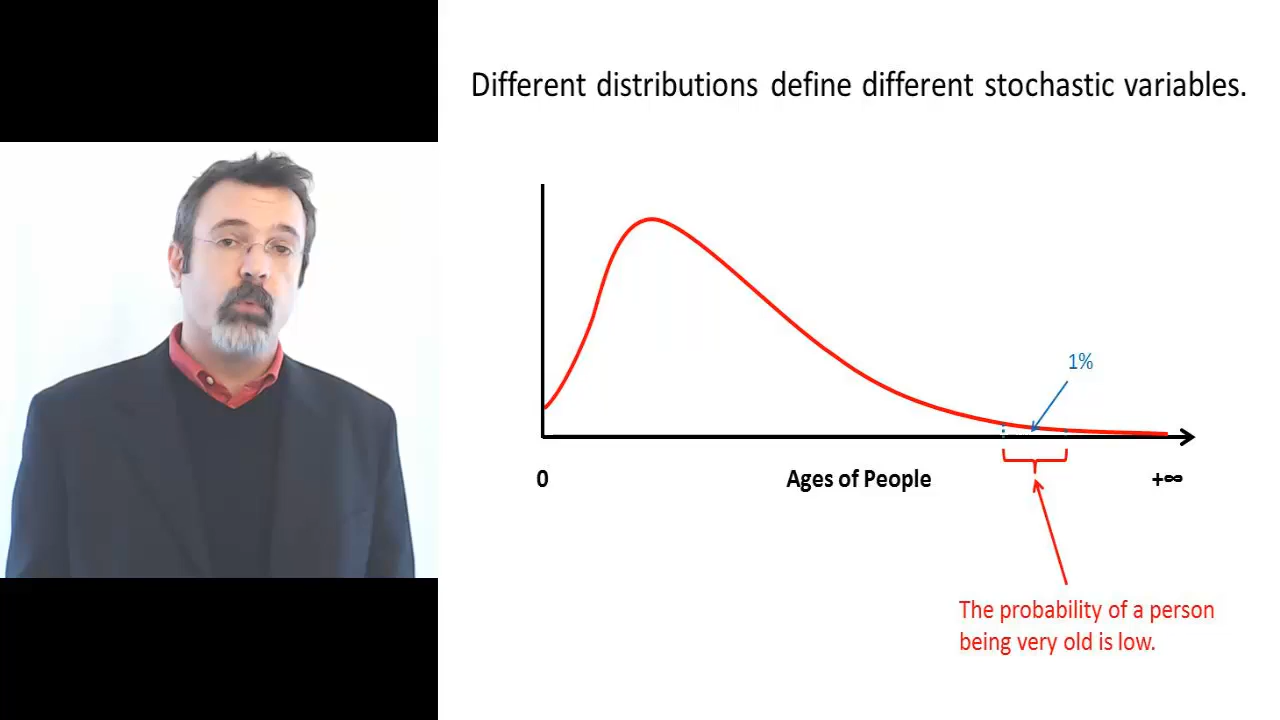 Different distributions define different stochastic variables.
1%
0
Ages of People
+∞
The probability of a person
being very old is low.